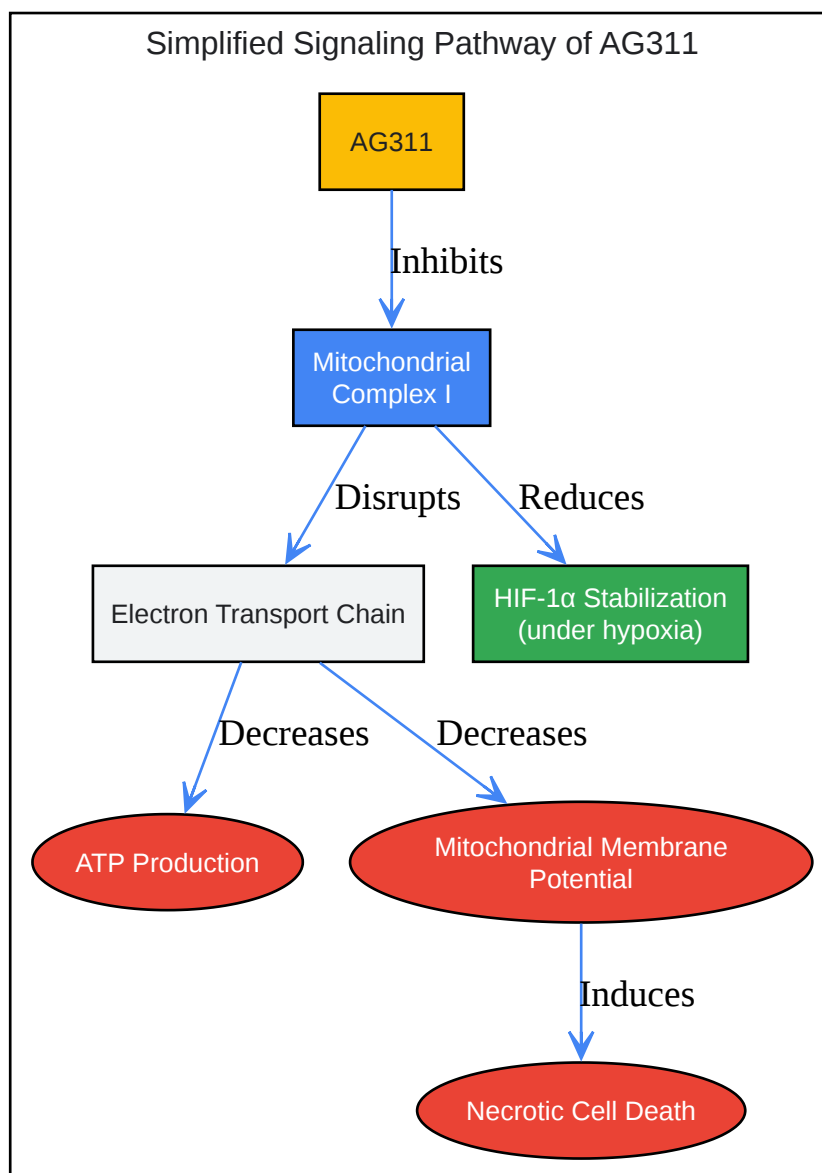 Simplified Signaling Pathway of AG311
AG311
Inhibits
Mitochondrial
Complex I
Disrupts
Reduces
Electron Transport Chain
HIF-1α Stabilization
(under hypoxia)
Decreases
Decreases
ATP Production
Mitochondrial Membrane
Potential
Induces
Necrotic Cell Death